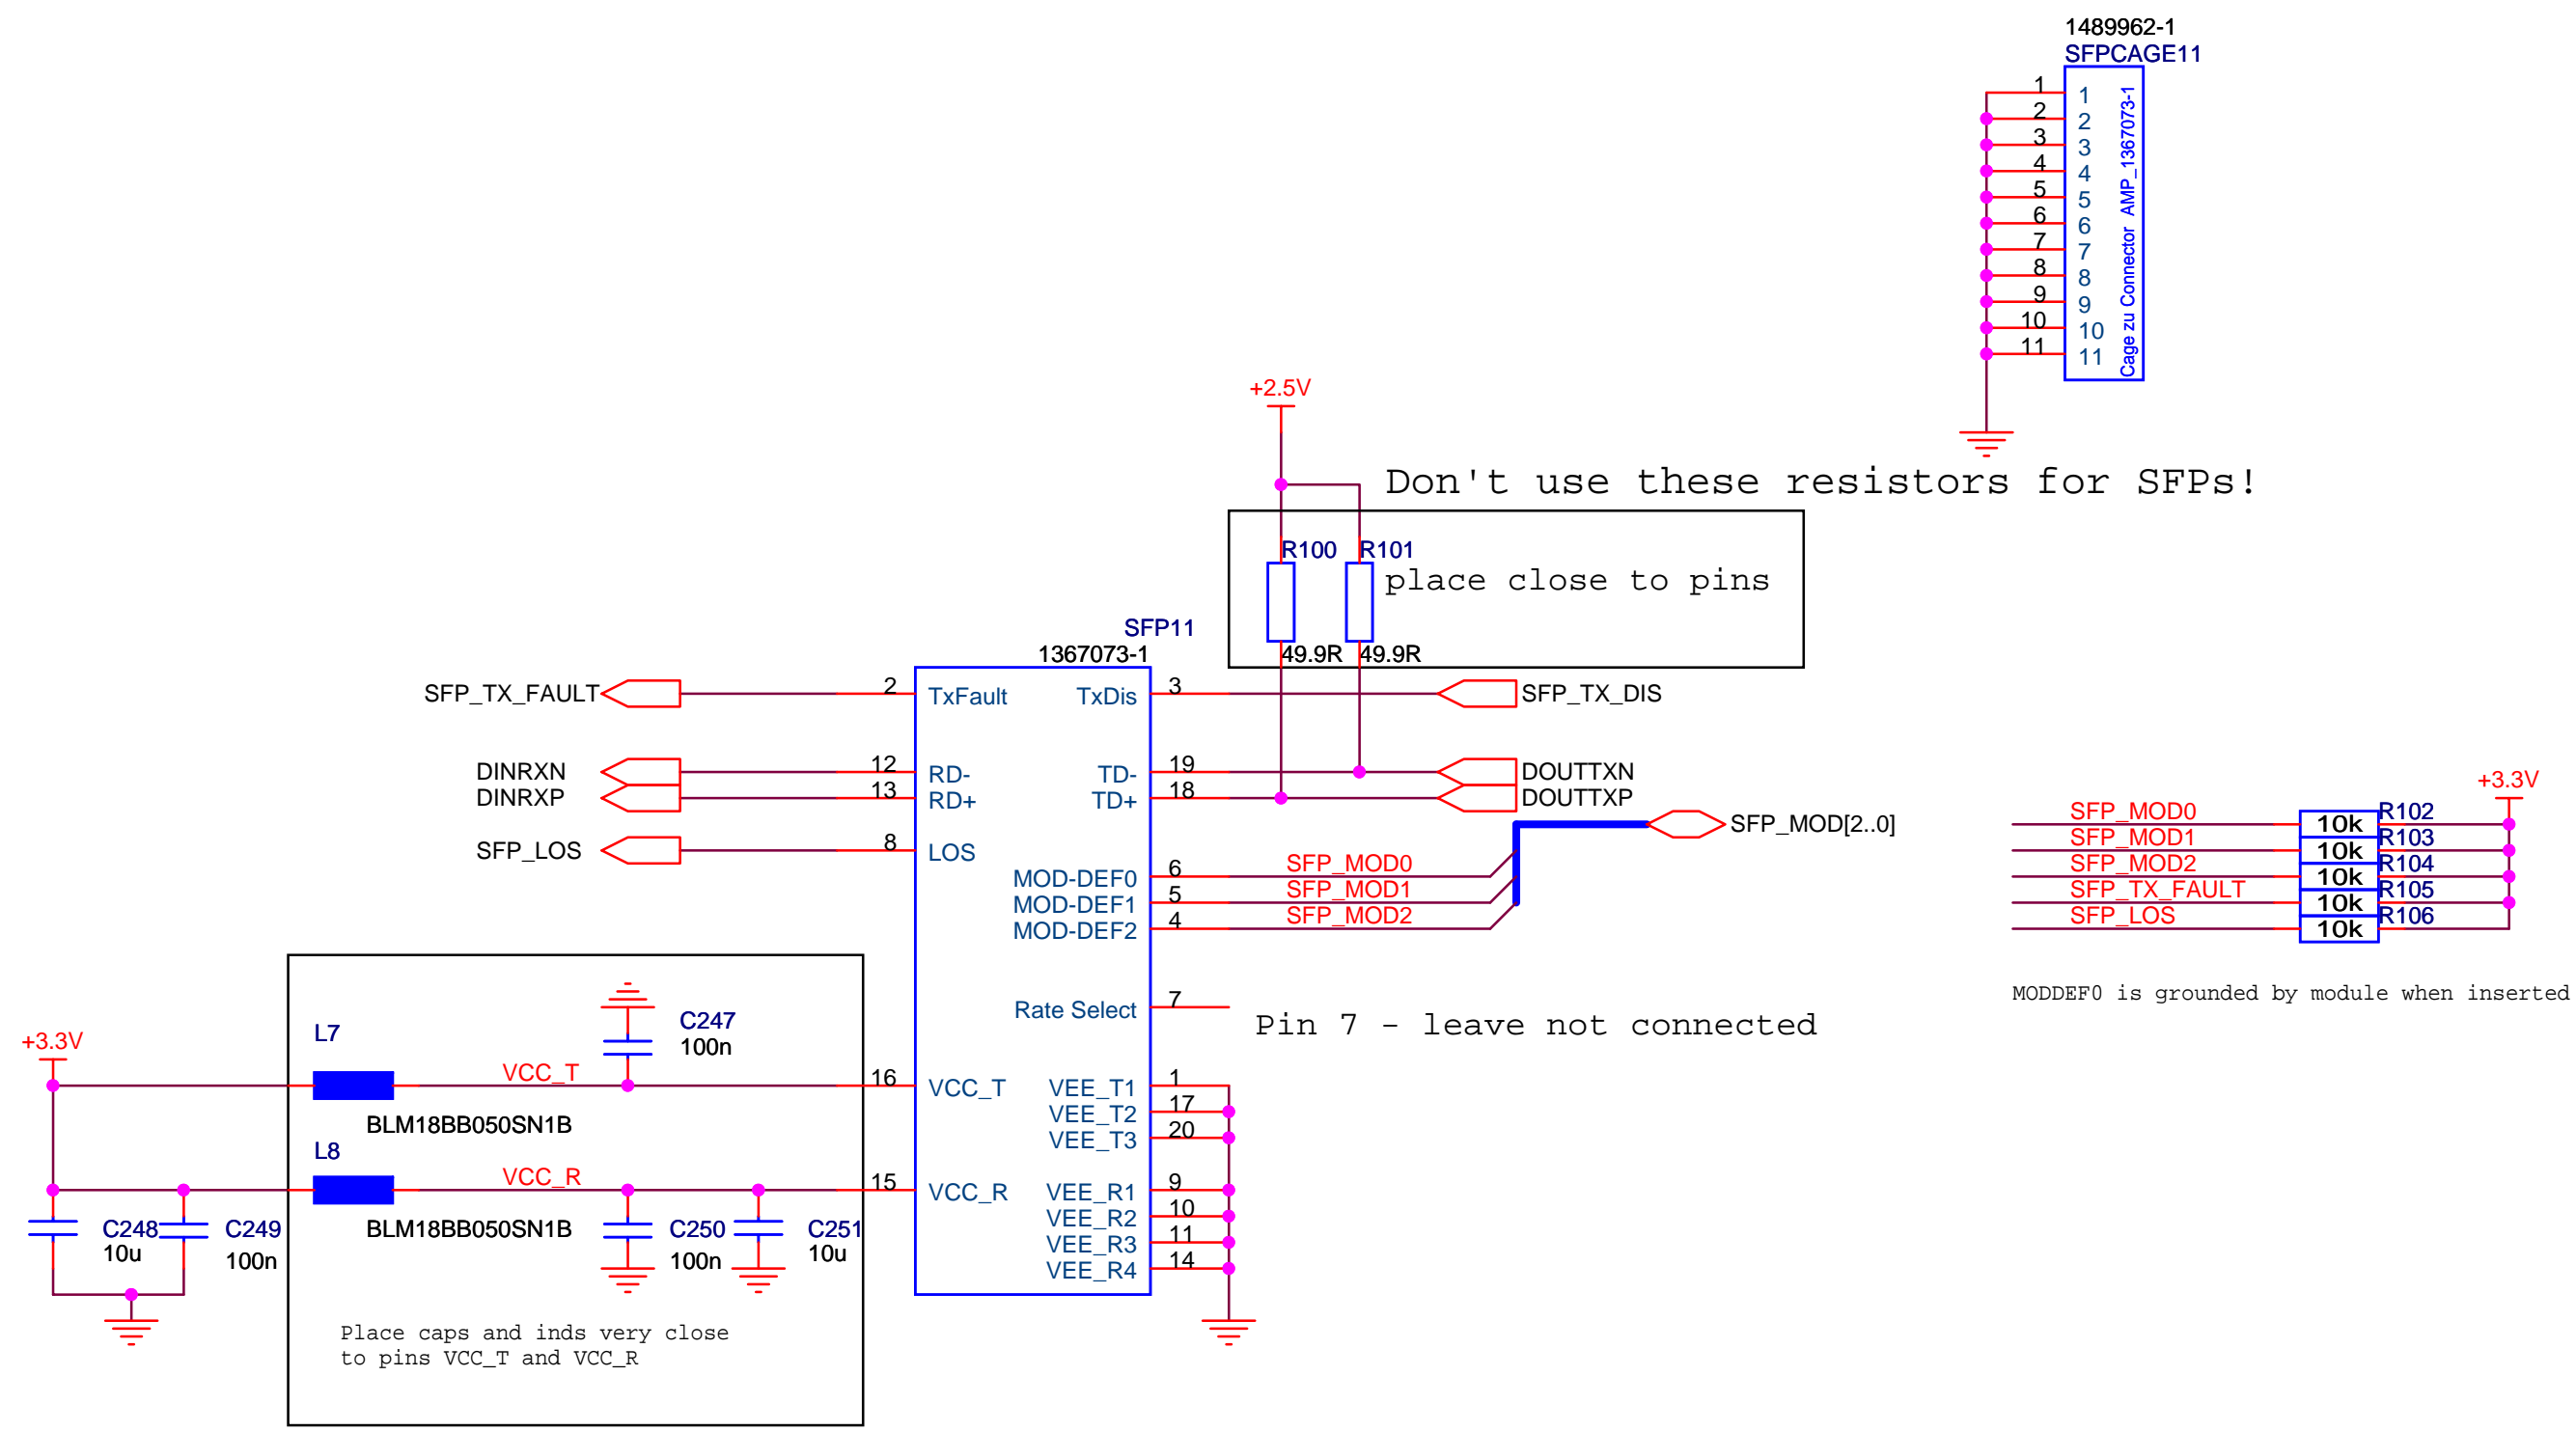 1489962-1
SFPCAGE11
1 1
2 2
3 3
4 4
5 5
6 6
7 7
8 8
9 9
10 10
11 11
Cage zu Connector AMP_1367073-1
+2.5V
Don't use these resistors for SFPs!
R100 R101
place close to pins
49.9R 49.9R
SFP11
1367073-1
SFP_TX_FAULT 2 TxFault TxDis 3 SFP_TX_DIS
DINRXN 12 RD- TD- 19 DOUTTXN
DINRXP 13 RD+ TD+ 18 DOUTTXP
SFP_MOD[2..0]
SFP_LOS 8 LOS
MOD-DEF0 6 SFP_MOD0
MOD-DEF1 5 SFP_MOD1
MOD-DEF2 4 SFP_MOD2
Rate Select 7
Pin 7 - leave not connected
+3.3V
SFP_MOD0 10k R102
SFP_MOD1 10k R103
SFP_MOD2 10k R104
SFP_TX_FAULT 10k R105
SFP_LOS 10k R106
MODDEF0 is grounded by module when inserted
+3.3V
L7
C247
100n
VCC_T 16 VCC_T
BLM18BB050SN1B
L8
VCC_R 15 VCC_R
BLM18BB050SN1B
C248
10u
C249
100n
C250
100n
C251
10u
VEE_T1 1
VEE_T2 17
VEE_T3 20
VEE_R1 9
VEE_R2 10
VEE_R3 11
VEE_R4 14
Place caps and inds very close
to pins VCC_T and VCC_R